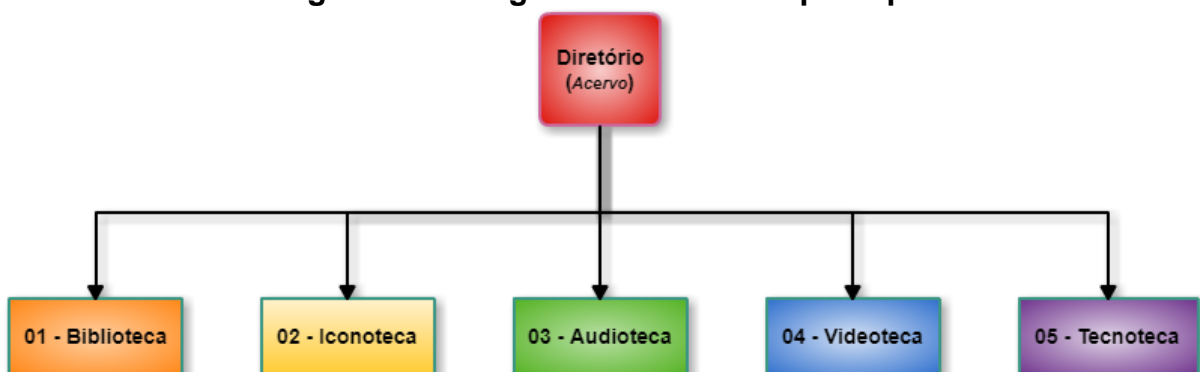 Diretório
(Acervo)
01 - Biblioteca
02 - Iconoteca
03 - Audioteca
04 - Videoteca
05 - Tecnoteca